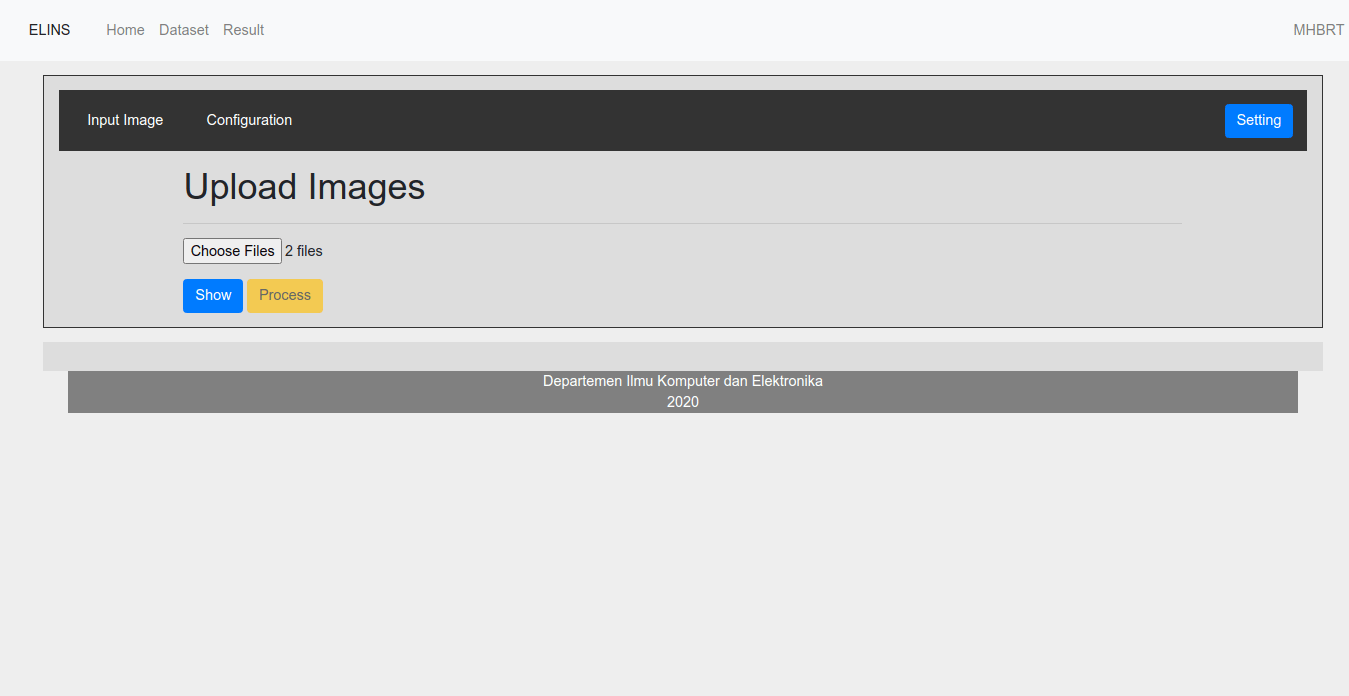 ELINS Home Dataset Result MHBRT
Input Image Configuration Setting
Upload Images
Choose Files 2 files
Show Process
Departemen Ilmu Komputer dan Elektronika
2020